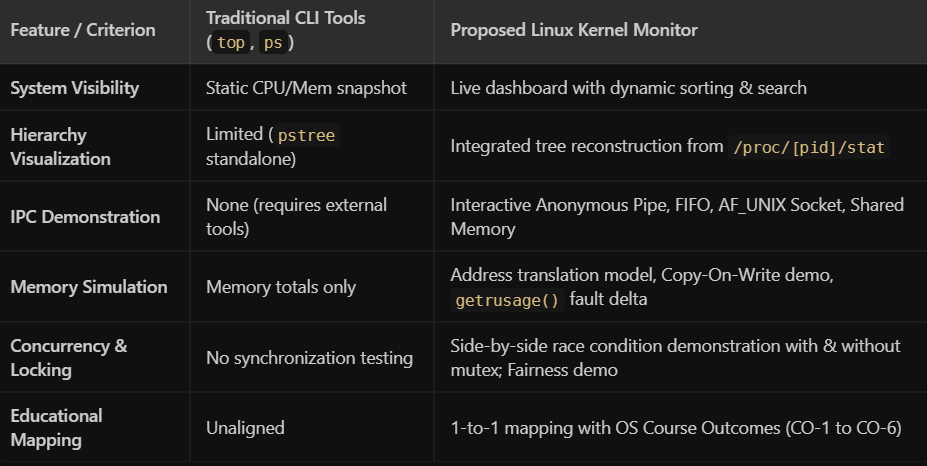 Feature / Criterion
Traditional CLI Tools
(top, ps)
Proposed Linux Kernel Monitor
System Visibility
Static CPU/Mem snapshot
Live dashboard with dynamic sorting & search
Hierarchy
Visualization
Limited (pstree
standalone)
Integrated tree reconstruction from /proc/[pid]/stat
IPC Demonstration
None (requires external
tools)
Interactive Anonymous Pipe, FIFO, AF_UNIX Socket, Shared
Memory
Memory Simulation
Memory totals only
Address translation model, Copy-On-Write demo,
getrusage() fault delta
Concurrency &
Locking
No synchronization testing
Side-by-side race condition demonstration with & without
mutex; Fairness demo
Educational
Mapping
Unaligned
1-to-1 mapping with OS Course Outcomes (CO-1 to CO-6)